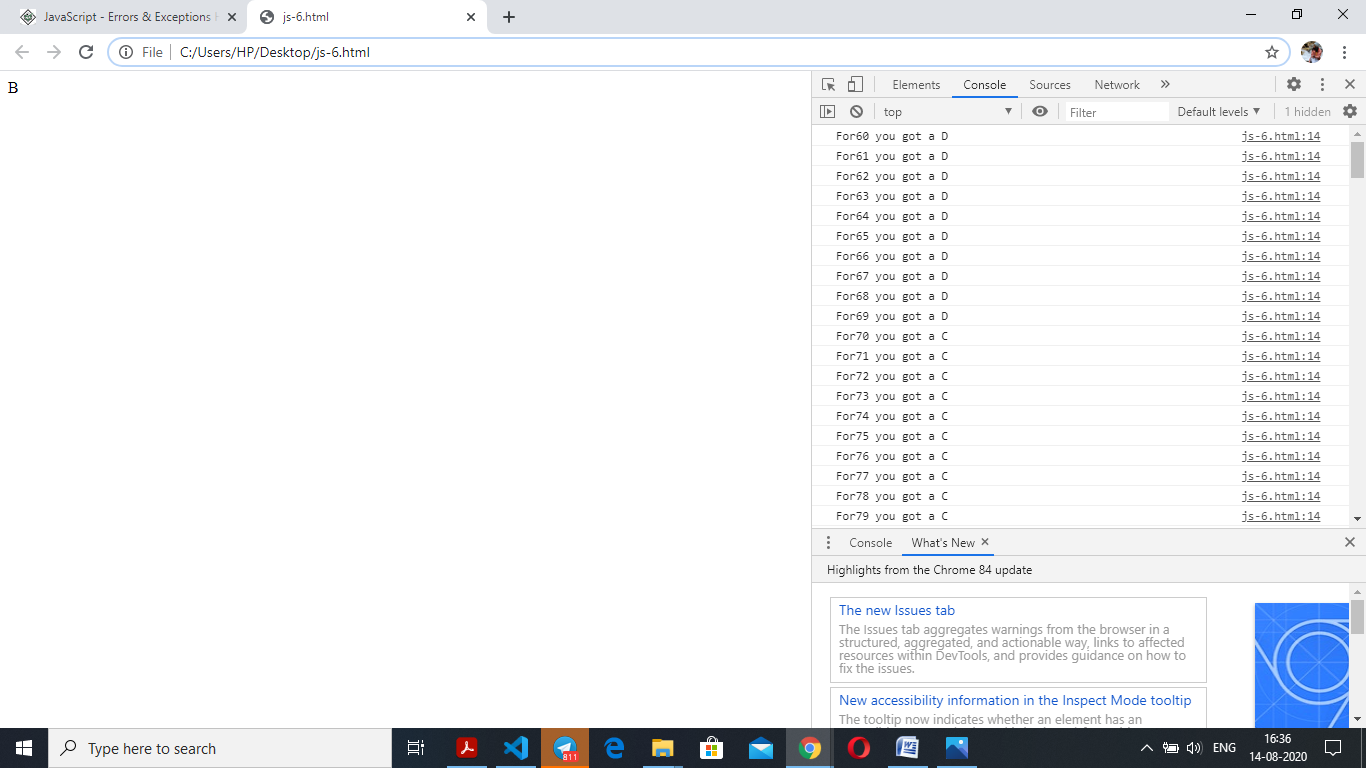 JavaScript - Errors & Exceptions
js-6.html
File
C:/Users/HP/Desktop/js-6.html
B
Elements
Console
Sources
Network
top
Filter
Default levels
1 hidden
For60 you got a D js-6.html:14
For61 you got a D js-6.html:14
For62 you got a D js-6.html:14
For63 you got a D js-6.html:14
For64 you got a D js-6.html:14
For65 you got a D js-6.html:14
For66 you got a D js-6.html:14
For67 you got a D js-6.html:14
For68 you got a D js-6.html:14
For69 you got a D js-6.html:14
For70 you got a C js-6.html:14
For71 you got a C js-6.html:14
For72 you got a C js-6.html:14
For73 you got a C js-6.html:14
For74 you got a C js-6.html:14
For75 you got a C js-6.html:14
For76 you got a C js-6.html:14
For77 you got a C js-6.html:14
For78 you got a C js-6.html:14
For79 you got a C js-6.html:14
Console
What's New
Highlights from the Chrome 84 update
The new Issues tab
The Issues tab aggregates warnings from the browser in a
structured, aggregated, and actionable way, links to affected
resources within DevTools, and provides guidance on how to
fix the issues.
New accessibility information in the Inspect Mode tooltip
The tooltip now indicates whether an element has an
Type here to search
811
ENG
16:36
14-08-2020